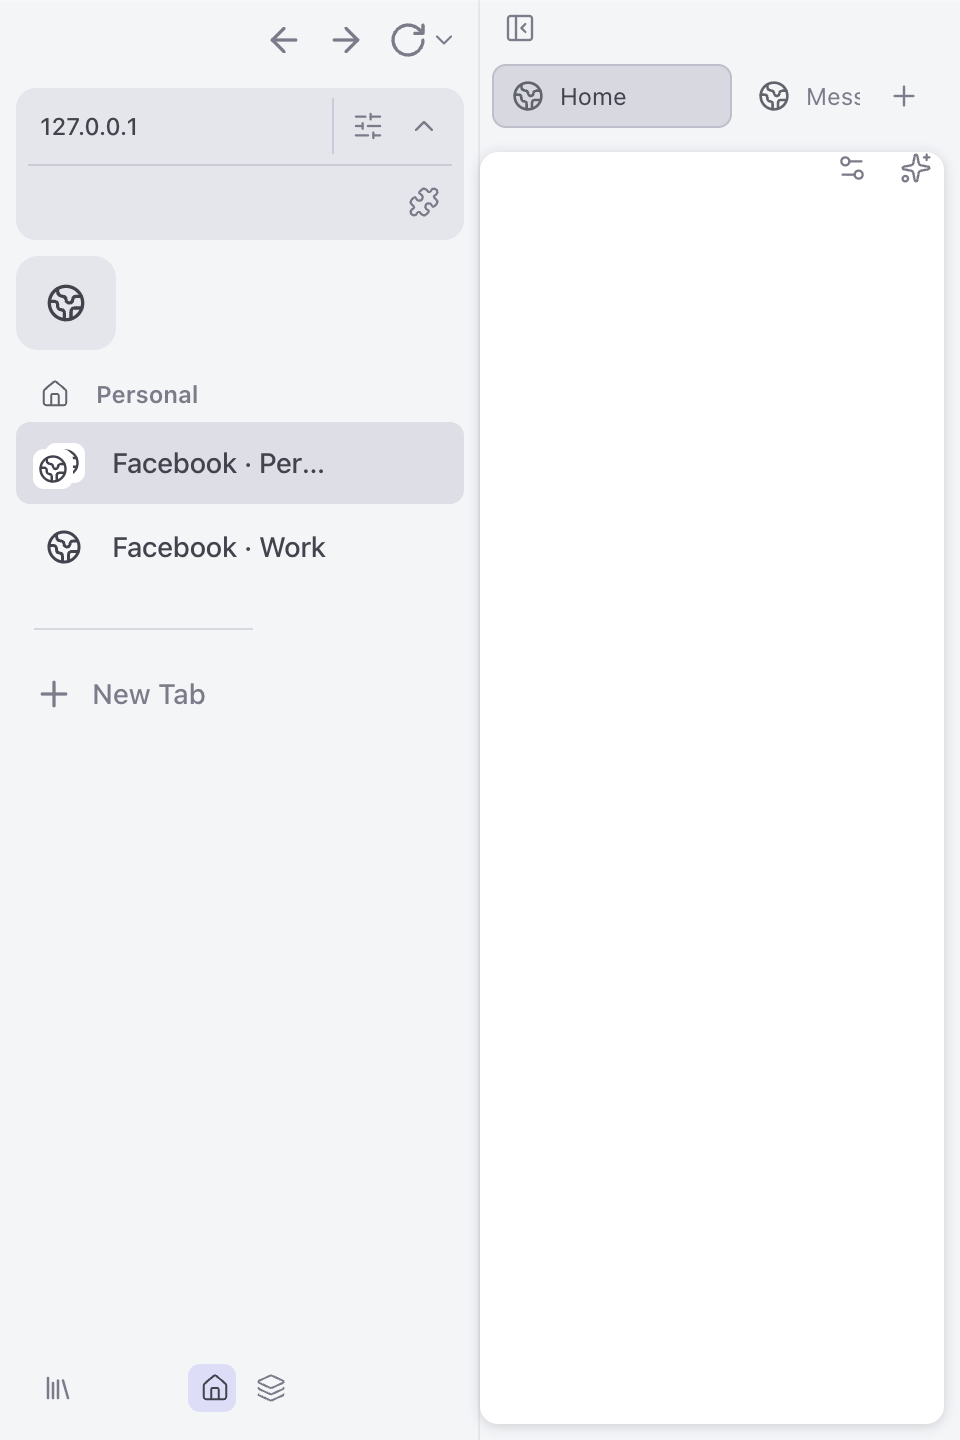 127.0.0.1
Personal
Facebook · Per...
Facebook · Work
New Tab
Home
Mess